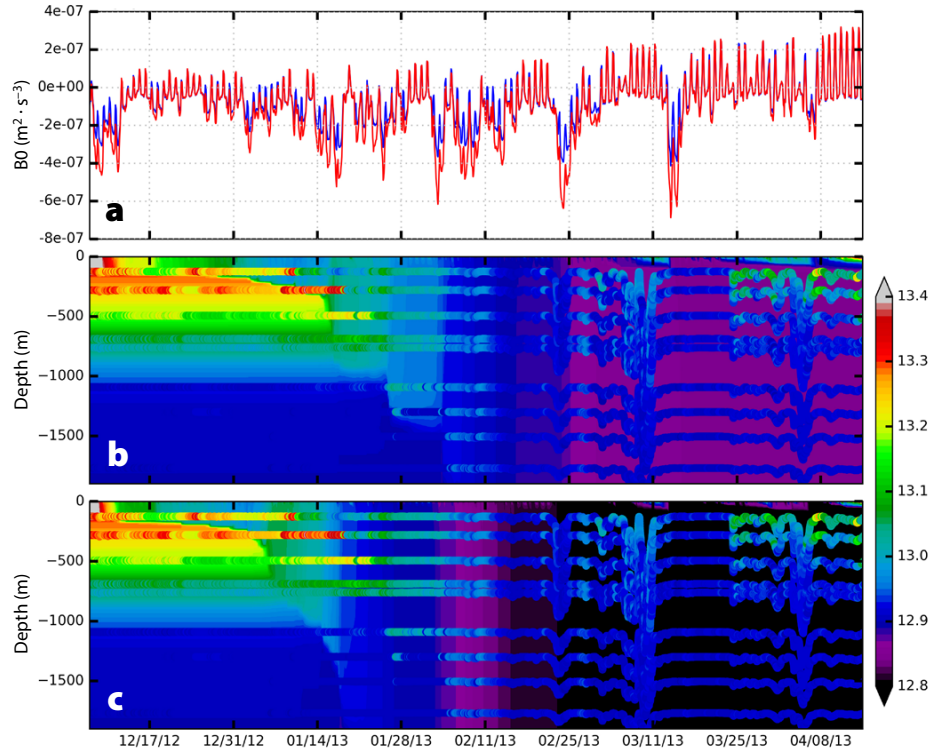 4e-07
2e-07
0e+00
−2e-07
−4e-07
−6e-07
−8e-07
B0 (m² · s⁻³)
a
0
−500
−1000
−1500
Depth (m)
b
0
−500
−1000
−1500
Depth (m)
c
12/17/12 12/31/12 01/14/13 01/28/13 02/11/13 02/25/13 03/11/13 03/25/13 04/08/13
13.4
13.3
13.2
13.1
13.0
12.9
12.8